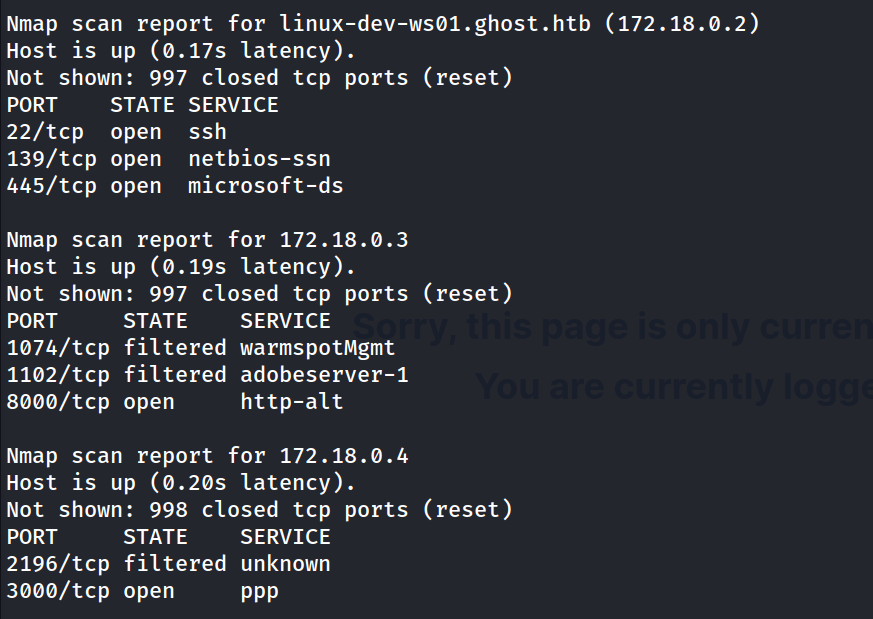 Nmap scan report for linux-dev-ws01.ghost.htb (172.18.0.2)
Host is up (0.17s latency).
Not shown: 997 closed tcp ports (reset)
PORT    STATE SERVICE
22/tcp  open  ssh
139/tcp open  netbios-ssn
445/tcp open  microsoft-ds
Nmap scan report for 172.18.0.3
Host is up (0.19s latency).
Not shown: 997 closed tcp ports (reset)
Sorry, this page is only curren
PORT     STATE    SERVICE
1074/tcp filtered warmspotMgmt
1102/tcp filtered adobeserver-1
You are currently logge
8000/tcp open     http-alt
Nmap scan report for 172.18.0.4
Host is up (0.20s latency).
Not shown: 998 closed tcp ports (reset)
PORT     STATE    SERVICE
2196/tcp filtered unknown
3000/tcp open     ppp